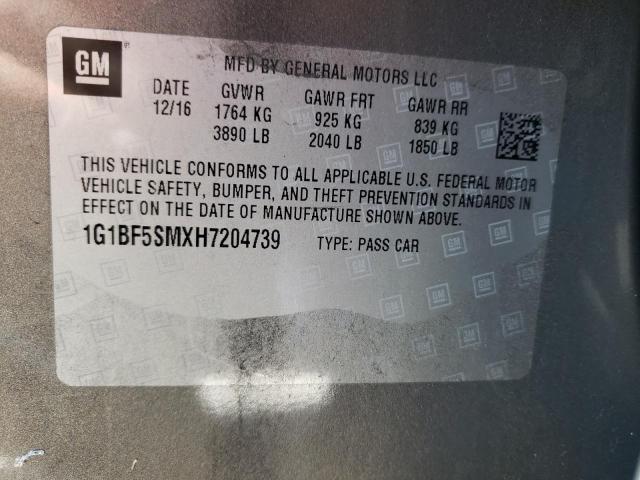 GM
MFD BY GENERAL MOTORS LLC
DATE GVWR GAWR FRT GAWR RR
12/16 1764 KG 925 KG 839 KG
3890 LB 2040 LB 1850 LB
THIS VEHICLE CONFORMS TO ALL APPLICABLE U.S. FEDERAL MOTOR
VEHICLE SAFETY, BUMPER, AND THEFT PREVENTION STANDARDS IN
EFFECT ON THE DATE OF MANUFACTURE SHOWN ABOVE.
1G1BF5SMXH7204739 TYPE: PASS CAR